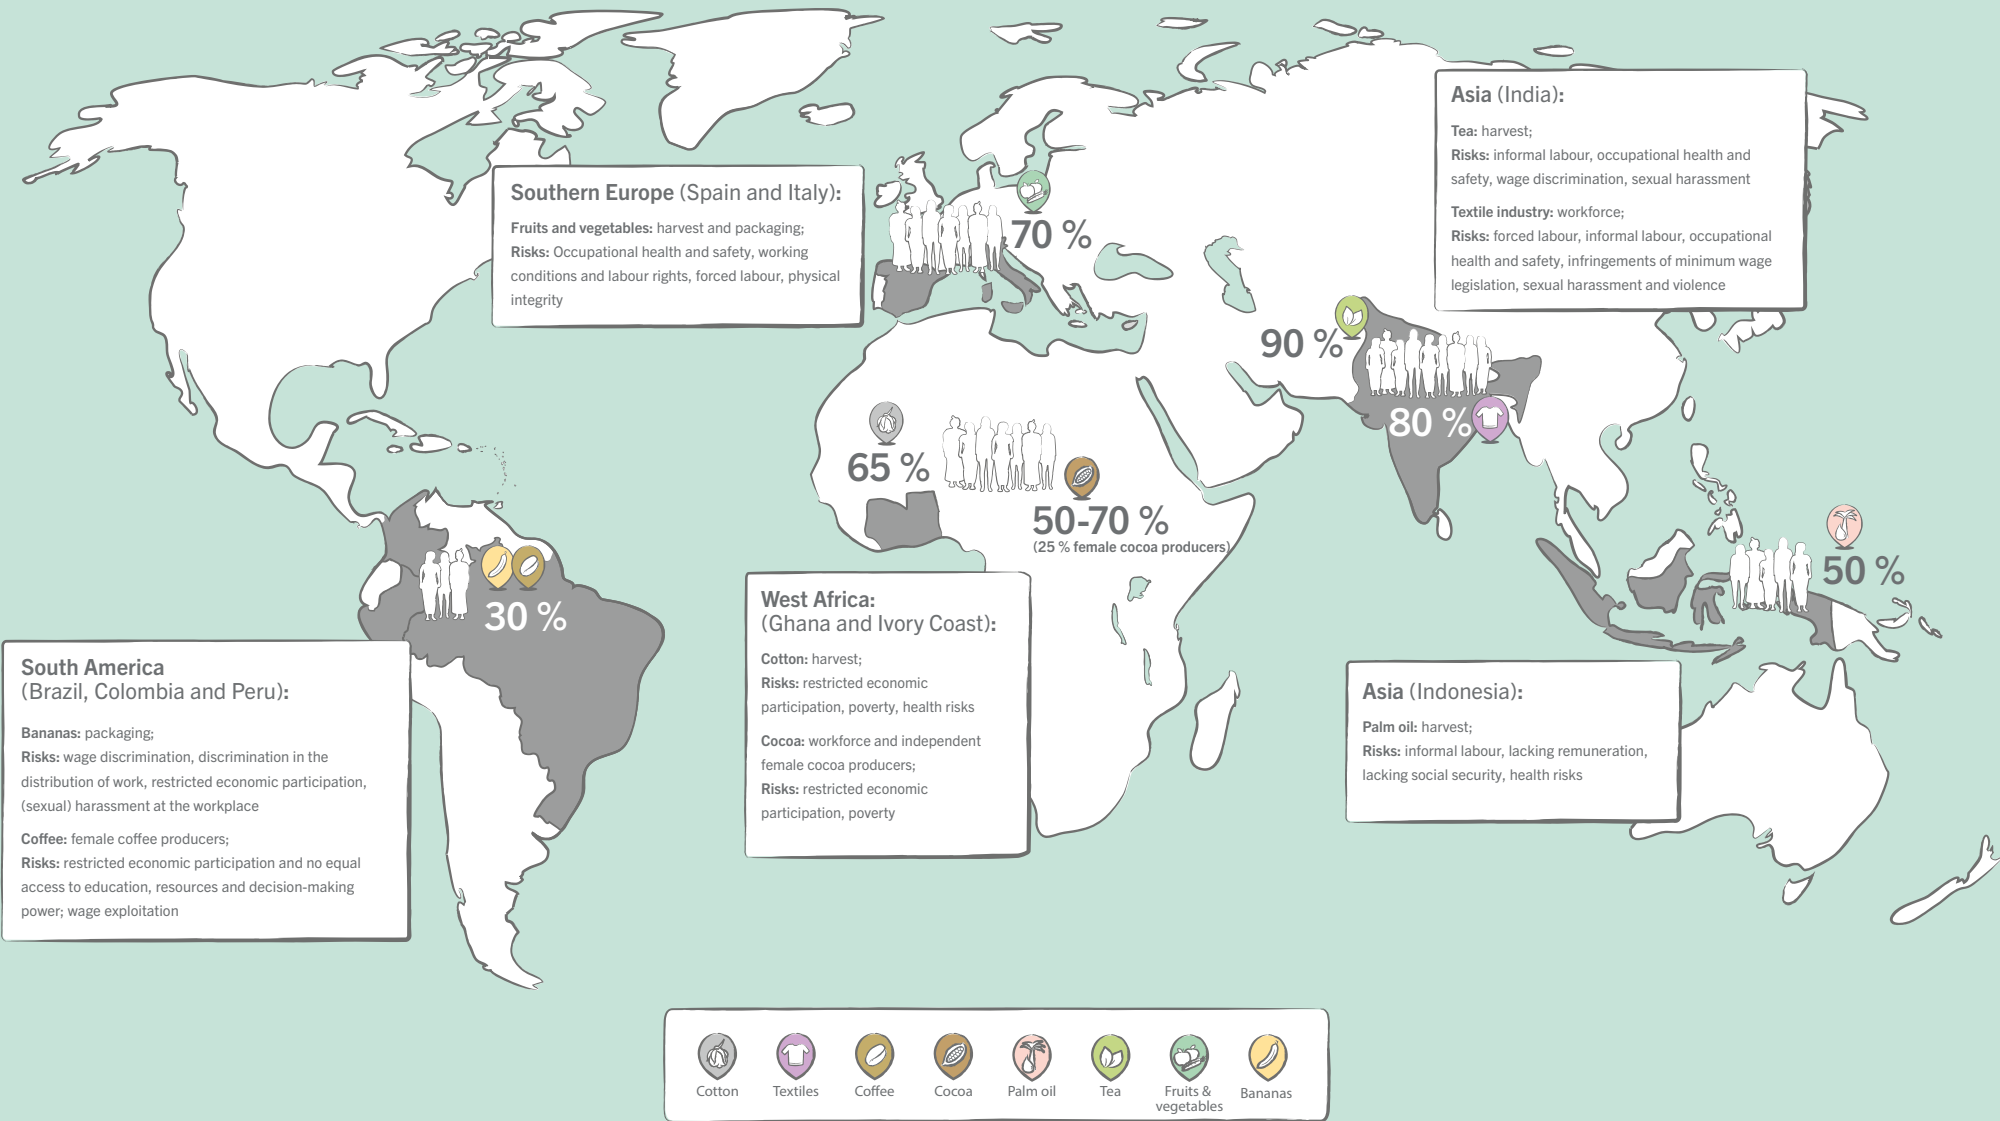 Asia (India):
Tea: harvest;
Risks: informal labour, occupational health and
safety, wage discrimination, sexual harassment
Textile industry: workforce;
Risks: forced labour, informal labour, occupational
health and safety, infringements of minimum wage
legislation, sexual harassment and violence
Southern Europe (Spain and Italy):
Fruits and vegetables: harvest and packaging;
Risks: Occupational health and safety, working
conditions and labour rights, forced labour, physical
integrity
70 %
90 %
80 %
65 %
50-70 %
(25 % female cocoa producers)
50 %
30 %
West Africa:
(Ghana and Ivory Coast):
Cotton: harvest;
Risks: restricted economic
participation, poverty, health risks
Cocoa: workforce and independent
female cocoa producers;
Risks: restricted economic
participation, poverty
South America
(Brazil, Colombia and Peru):
Bananas: packaging;
Risks: wage discrimination, discrimination in the
distribution of work, restricted economic participation,
(sexual) harassment at the workplace
Coffee: female coffee producers;
Risks: restricted economic participation and no equal
access to education, resources and decision-making
power; wage exploitation
Asia (Indonesia):
Palm oil: harvest;
Risks: informal labour, lacking remuneration,
lacking social security, health risks
Cotton
Textiles
Coffee
Cocoa
Palm oil
Tea
Fruits &
vegetables
Bananas